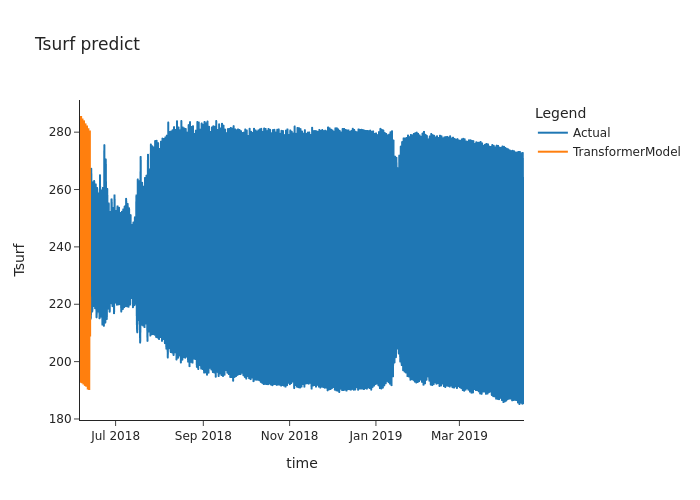 Tsurf predict
Legend
Actual
TransformerModel
280
260
240
220
200
180
Tsurf
Jul 2018
Sep 2018
Nov 2018
Jan 2019
Mar 2019
time